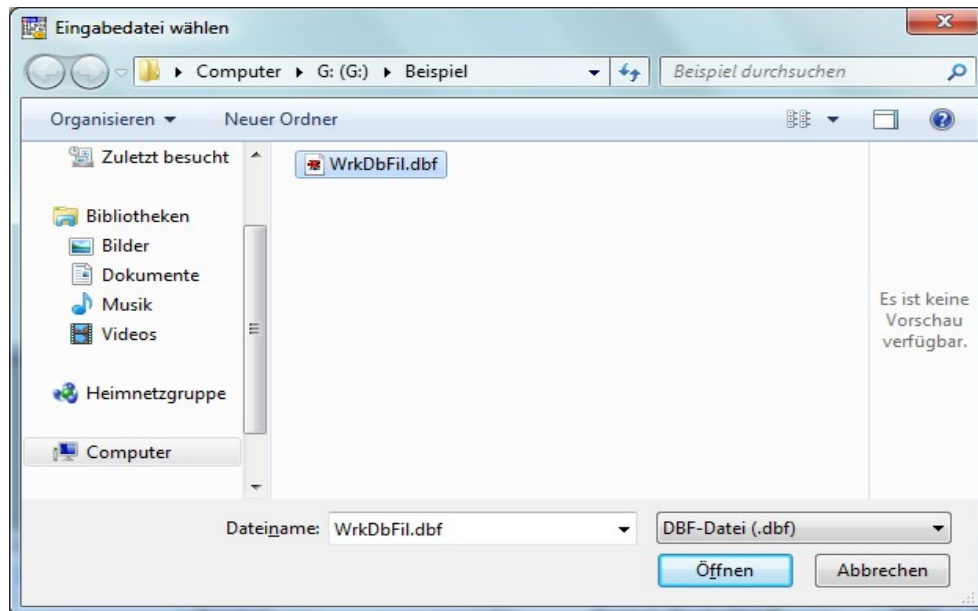 Eingabedatei wählen
Computer G: (G:) Beispiel Beispiel durchsuchen
Organisieren Neuer Ordner
Zuletzt besucht
WrkDbFil.dbf
Bibliotheken
Bilder
Dokumente
Musik
Videos
Heimnetzgruppe
Computer
Es ist keine
Vorschau
verfügbar.
Dateiname: WrkDbFil.dbf DBF-Datei (.dbf)
Öffnen Abbrechen